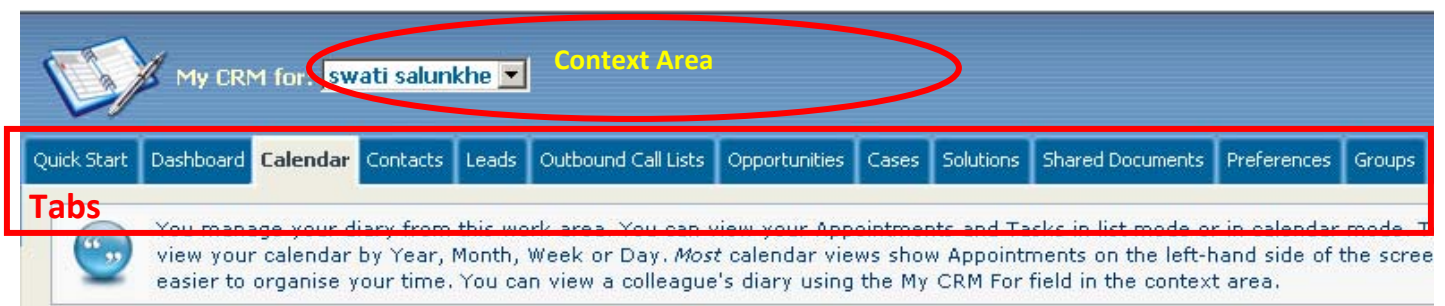 Context Area
My CRM for: swati salunkhe
Quick Start Dashboard Calendar Contacts Leads Outbound Call Lists Opportunities Cases Solutions Shared Documents Preferences Groups
Tabs
You manage your diary from this work area. You can view your Appointments and Tasks in list mode or in calendar mode. T
view your calendar by Year, Month, Week or Day. Most calendar views show Appointments on the left-hand side of the scree
easier to organise your time. You can view a colleague's diary using the My CRM For field in the context area.